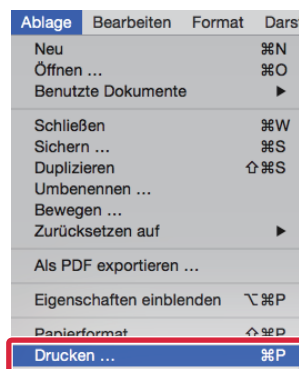 Ablage Bearbeiten Format Dars
Neu ⌘N
Öffnen ... ⌘O
Benutzte Dokumente ▶
Schließen ⌘W
Sichern ... ⌘S
Duplizieren ⇧⌘S
Umbenennen ...
Bewegen ...
Zurücksetzen auf ▶
Als PDF exportieren ...
Eigenschaften einblenden ⌥⌘P
Papierformat ⇧⌘P
Drucken ... ⌘P